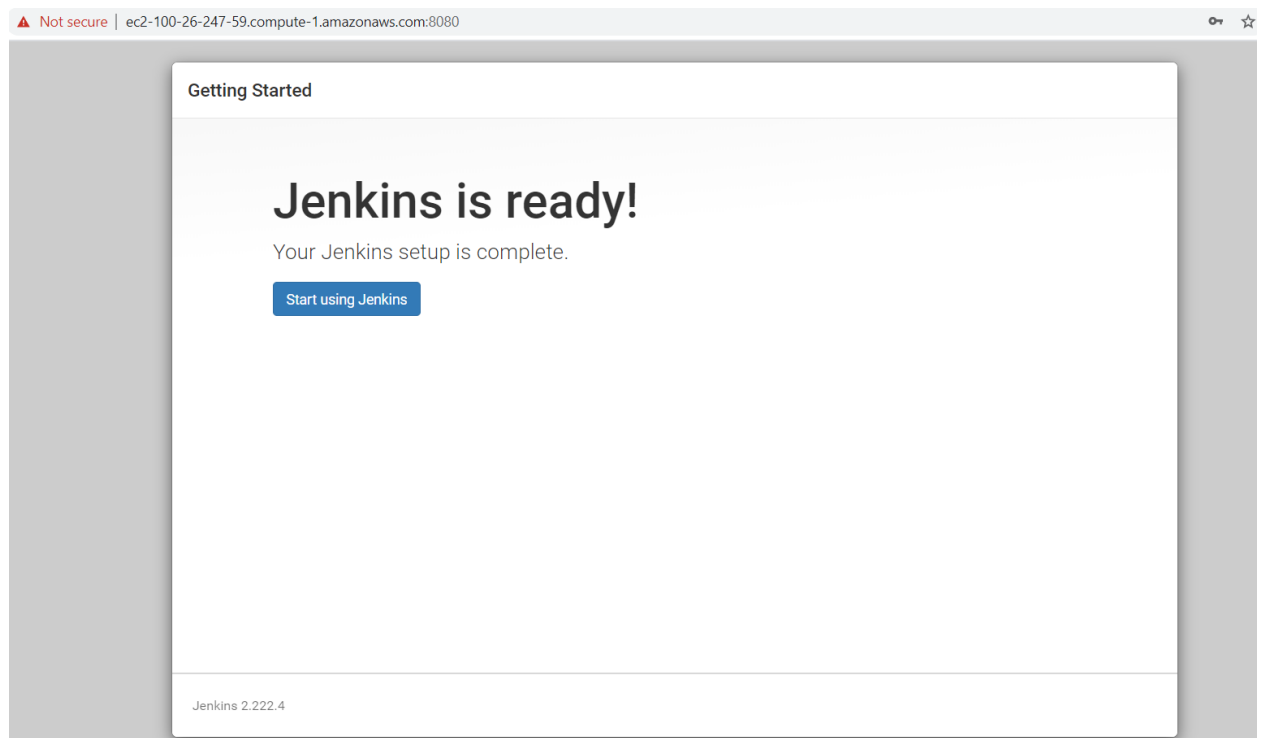 Not secure | ec2-100-26-247-59.compute-1.amazonaws.com:8080
Getting Started
Jenkins is ready!
Your Jenkins setup is complete.
Start using Jenkins
Jenkins 2.222.4